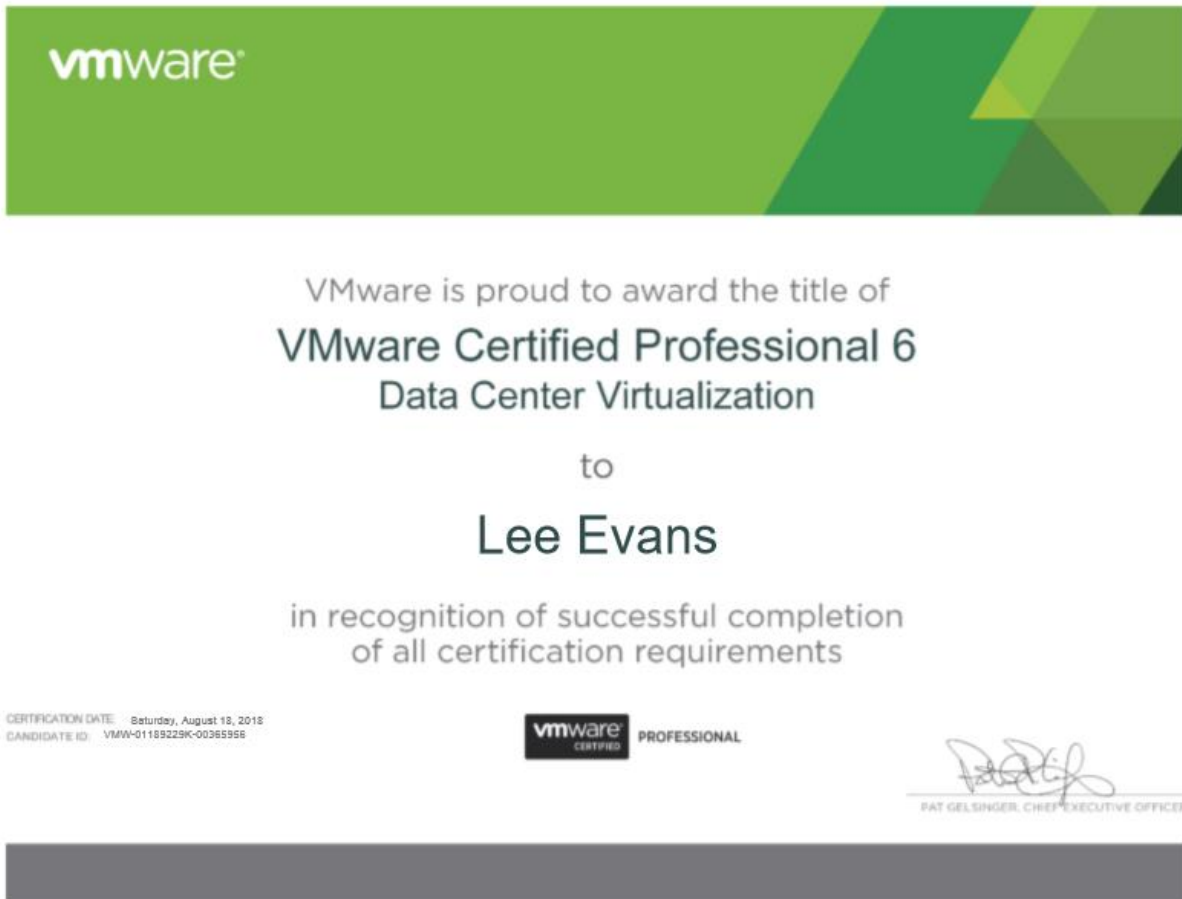 vmware®
VMware is proud to award the title of
VMware Certified Professional 6
Data Center Virtualization
to
Lee Evans
in recognition of successful completion
of all certification requirements
CERTIFICATION DATE: Saturday, August 18, 2018
CANDIDATE ID: VMW-01189229K-00365956
vmware®
CERTIFIED
PROFESSIONAL
PAT GELSINGER, CHIEF EXECUTIVE OFFICER